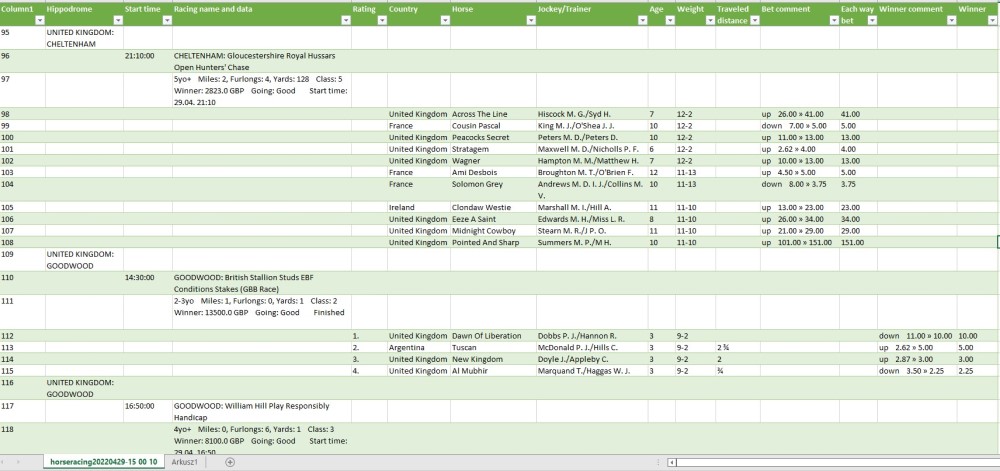 Column1 Hippodrome Start time Racing name and data Rating Country Horse Jockey/Trainer Age Weight Traveled distance Bet comment Each way bet Winner comment Winner
95 UNITED KINGDOM:
CHELTENHAM
96 21:10:00 CHELTENHAM: Gloucestershire Royal Hussars
Open Hunters' Chase
97 5yo+ Miles: 2, Furlongs: 4, Yards: 128 Class: 5
Winner: 2823.0 GBP Going: Good Start time:
29.04. 21:10
98 United Kingdom Across The Line Hiscock M. G./Syd H. 7 12-2 up 26.00 » 41.00 41.00
99 France Cousin Pascal King M. J./O'Shea J. J. 10 12-2 down 7.00 » 5.00 5.00
100 United Kingdom Peacocks Secret Peters M. D./Peters D. 10 12-2 up 11.00 » 13.00 13.00
101 United Kingdom Stratagem Maxwell M. D./Nicholls P. F. 6 12-2 up 2.62 » 4.00 4.00
102 United Kingdom Wagner Hampton M. M./Matthew H. 7 12-2 up 10.00 » 13.00 13.00
103 France Ami Desbois Broughton M. T./O'Brien F. 12 11-13 up 4.50 » 5.00 5.00
104 France Solomon Grey Andrews M. D. I. J./Collins M. 10 11-13 down 8.00 » 3.75 3.75
V.
105 Ireland Clondaw Westie Marshall M. I./Hill A. 11 11-10 up 13.00 » 23.00 23.00
106 United Kingdom Eeze A Saint Edwards M. H./Miss L. R. 8 11-10 up 26.00 » 34.00 34.00
107 United Kingdom Midnight Cowboy Stearn M. R./J P. O. 11 11-10 up 21.00 » 29.00 29.00
108 United Kingdom Pointed And Sharp Summers M. P./M H. 10 11-10 up 101.00 » 151.00 151.00
109 UNITED KINGDOM:
GOODWOOD
110 14:30:00 GOODWOOD: British Stallion Studs EBF
Conditions Stakes (GBB Race)
111 2-3yo Miles: 1, Furlongs: 0, Yards: 1 Class: 2
Winner: 13500.0 GBP Going: Good Finished
112 1. United Kingdom Dawn Of Liberation Dobbs P. J./Hannon R. 3 9-2 down 11.00 » 10.00 10.00
113 2. Argentina Tuscan McDonald P. J./Hills C. 3 9-2 2 ¾ up 2.62 » 5.00 5.00
114 3. United Kingdom New Kingdom Doyle J./Appleby C. 3 9-2 2 up 2.87 » 3.00 3.00
115 4. United Kingdom Al Mubhir Marquand T./Haggas W. J. 3 9-2 ¾ down 3.50 » 2.25 2.25
116 UNITED KINGDOM:
GOODWOOD
117 16:50:00 GOODWOOD: William Hill Play Responsibly
Handicap
118 4yo+ Miles: 0, Furlongs: 6, Yards: 1 Class: 3
Winner: 8100.0 GBP Going: Good Start time:
29.04. 16:50
horseracing20220429-15 00 10 Arkusz1